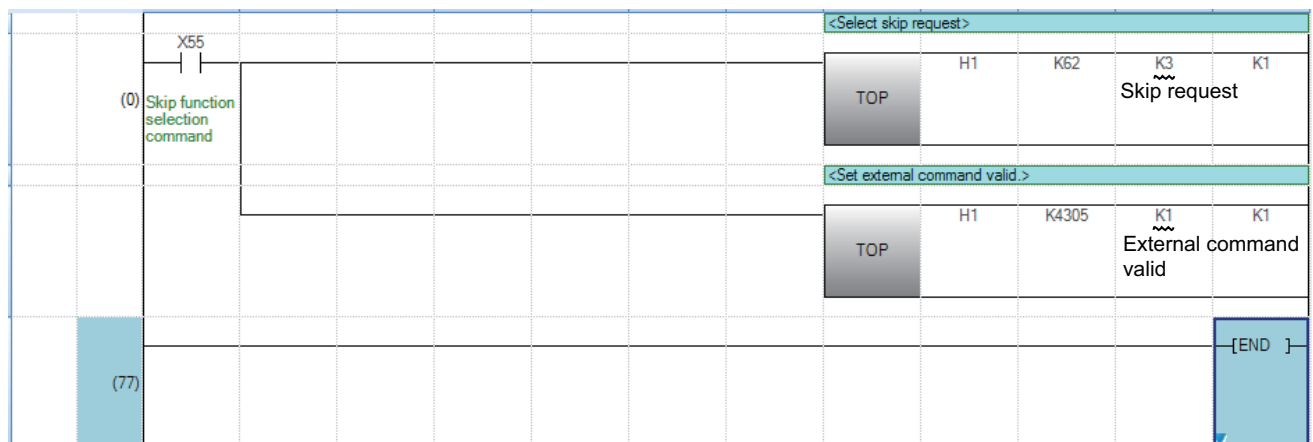 <Select skip request>
X55
H1 K62 K3 K1
(0) Skip function
selection
command
TOP
Skip request
<Set external command valid.>
H1 K4305 K1 K1
TOP
External command
valid
[END ]
(77)